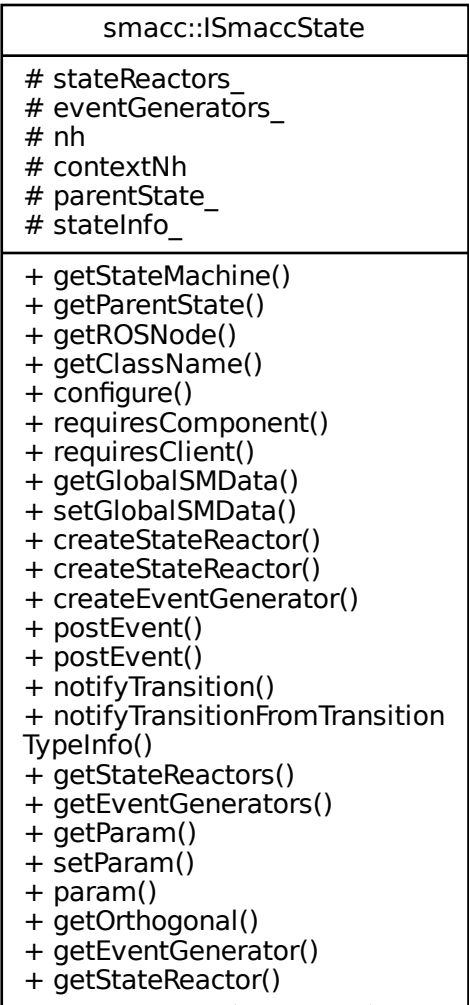 smacc::ISmaccState
# stateReactors_
# eventGenerators_
# nh
# contextNh
# parentState_
# stateInfo_
+ getStateMachine()
+ getParentState()
+ getROSNode()
+ getClassName()
+ configure()
+ requiresComponent()
+ requiresClient()
+ getGlobalSMData()
+ setGlobalSMData()
+ createStateReactor()
+ createStateReactor()
+ createEventGenerator()
+ postEvent()
+ postEvent()
+ notifyTransition()
+ notifyTransitionFromTransition
TypeInfo()
+ getStateReactors()
+ getEventGenerators()
+ getParam()
+ setParam()
+ param()
+ getOrthogonal()
+ getEventGenerator()
+ getStateReactor()